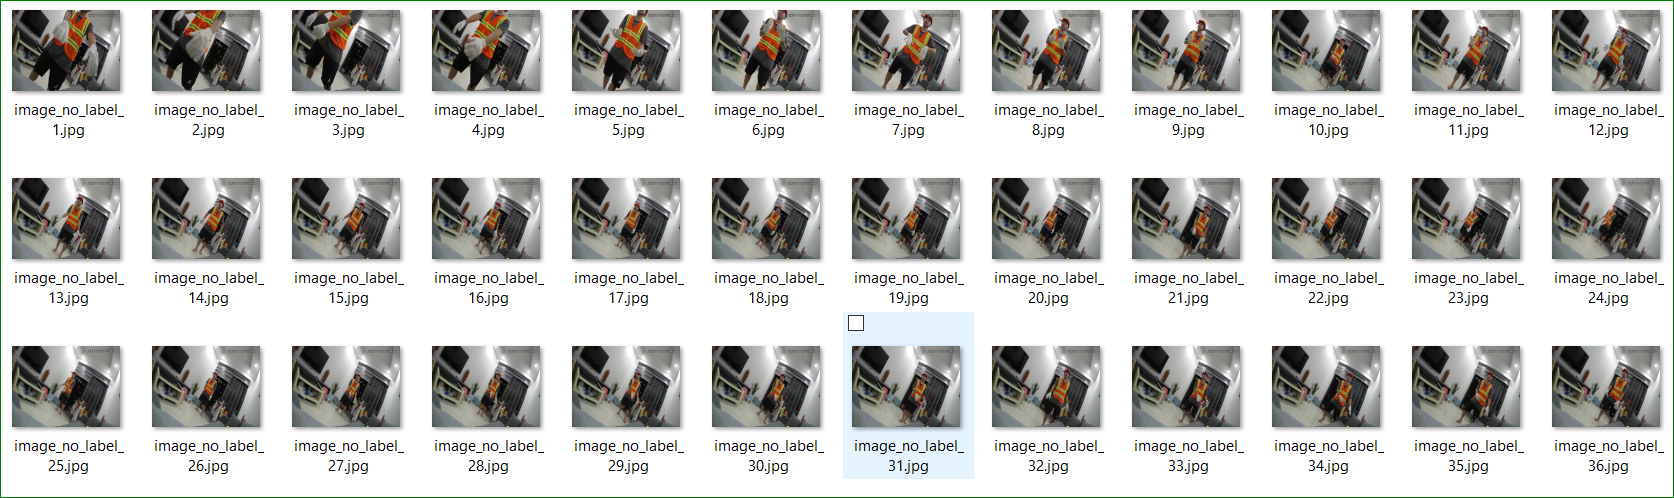 image_no_label_ image_no_label_ image_no_label_ image_no_label_ image_no_label_ image_no_label_ image_no_label_ image_no_label_ image_no_label_ image_no_label_ image_no_label_ image_no_label_
1.jpg 2.jpg 3.jpg 4.jpg 5.jpg 6.jpg 7.jpg 8.jpg 9.jpg 10.jpg 11.jpg 12.jpg
image_no_label_ image_no_label_ image_no_label_ image_no_label_ image_no_label_ image_no_label_ image_no_label_ image_no_label_ image_no_label_ image_no_label_ image_no_label_ image_no_label_
13.jpg 14.jpg 15.jpg 16.jpg 17.jpg 18.jpg 19.jpg 20.jpg 21.jpg 22.jpg 23.jpg 24.jpg
image_no_label_ image_no_label_ image_no_label_ image_no_label_ image_no_label_ image_no_label_ image_no_label_ image_no_label_ image_no_label_ image_no_label_ image_no_label_ image_no_label_
25.jpg 26.jpg 27.jpg 28.jpg 29.jpg 30.jpg 31.jpg 32.jpg 33.jpg 34.jpg 35.jpg 36.jpg